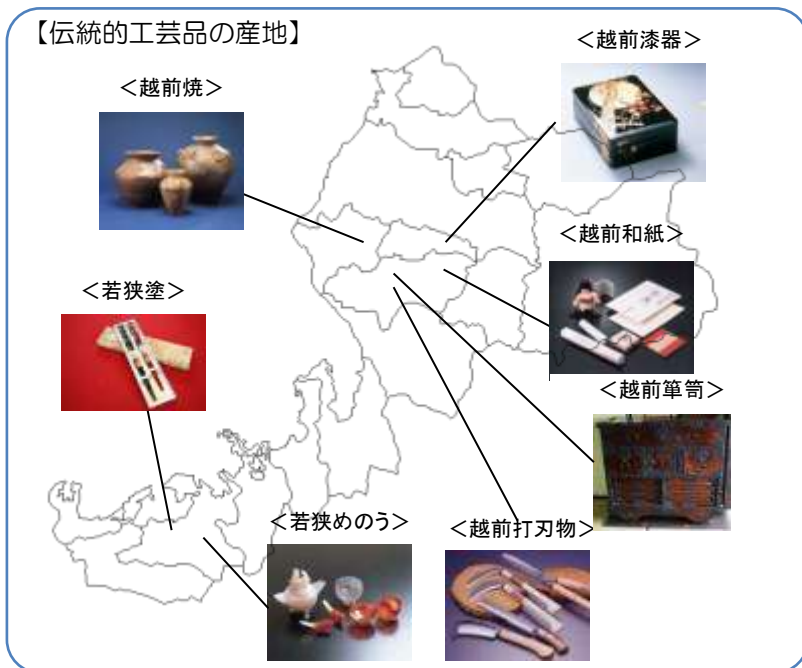 【伝統的工芸品の産地】
＜越前漆器＞
＜越前焼＞
＜越前和紙＞
＜若狭塗＞
＜越前箪笥＞
＜若狭めのう＞
＜越前打刃物＞